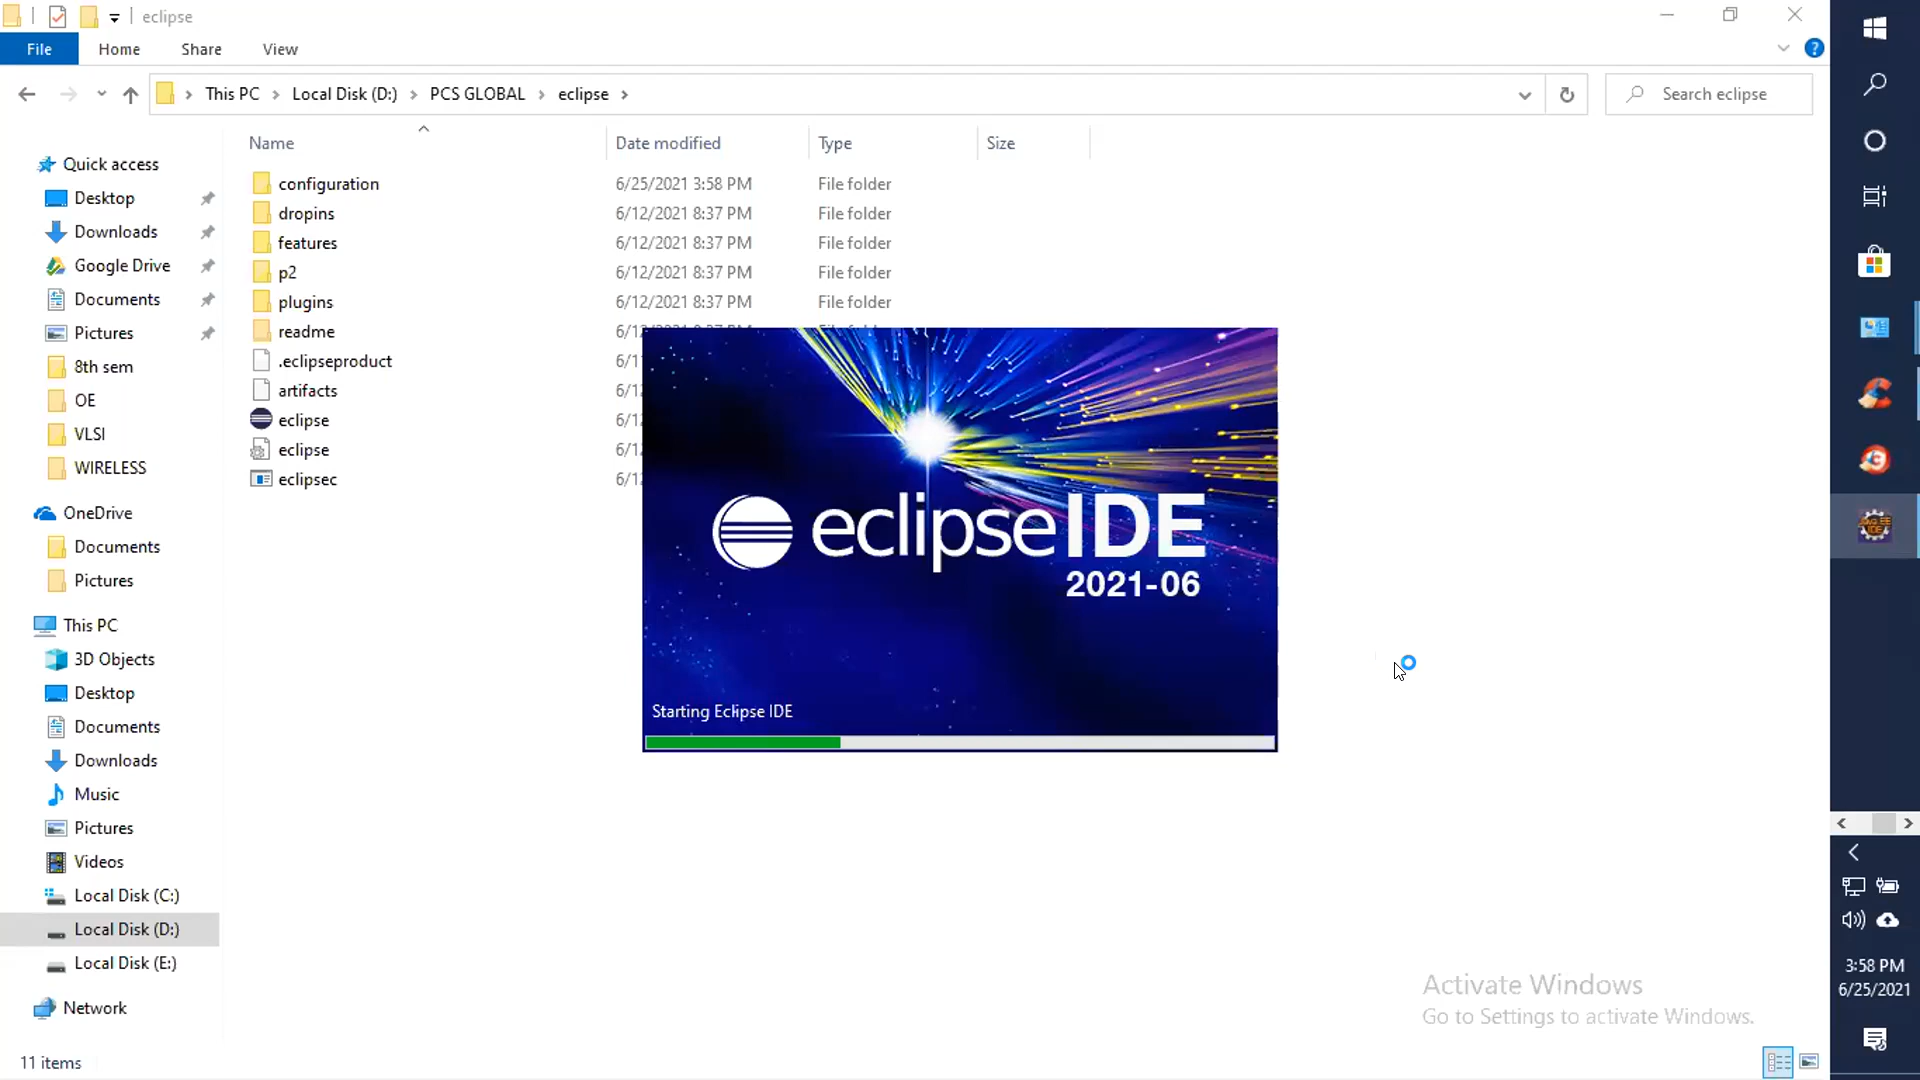 eclipse
File
Home
Share
View
This PC
Local Disk (D:)
PCS GLOBAL
eclipse
Search eclipse
Name
Date modified
Type
Size
Quick access
Desktop
Downloads
Google Drive
Documents
Pictures
8th sem
OE
VLSI
WIRELESS
OneDrive
Documents
Pictures
This PC
3D Objects
Desktop
Documents
Downloads
Music
Pictures
Videos
Local Disk (C:)
Local Disk (D:)
Local Disk (E:)
Network
configuration 6/25/2021 3:58 PM File folder
dropins 6/12/2021 8:37 PM File folder
features 6/12/2021 8:37 PM File folder
p2 6/12/2021 8:37 PM File folder
plugins 6/12/2021 8:37 PM File folder
readme
.eclipseproduct
artifacts
eclipse
eclipse
eclipsec
eclipse IDE
2021-06
Starting Eclipse IDE
Activate Windows
Go to Settings to activate Windows.
3:58 PM
6/25/2021
11 items